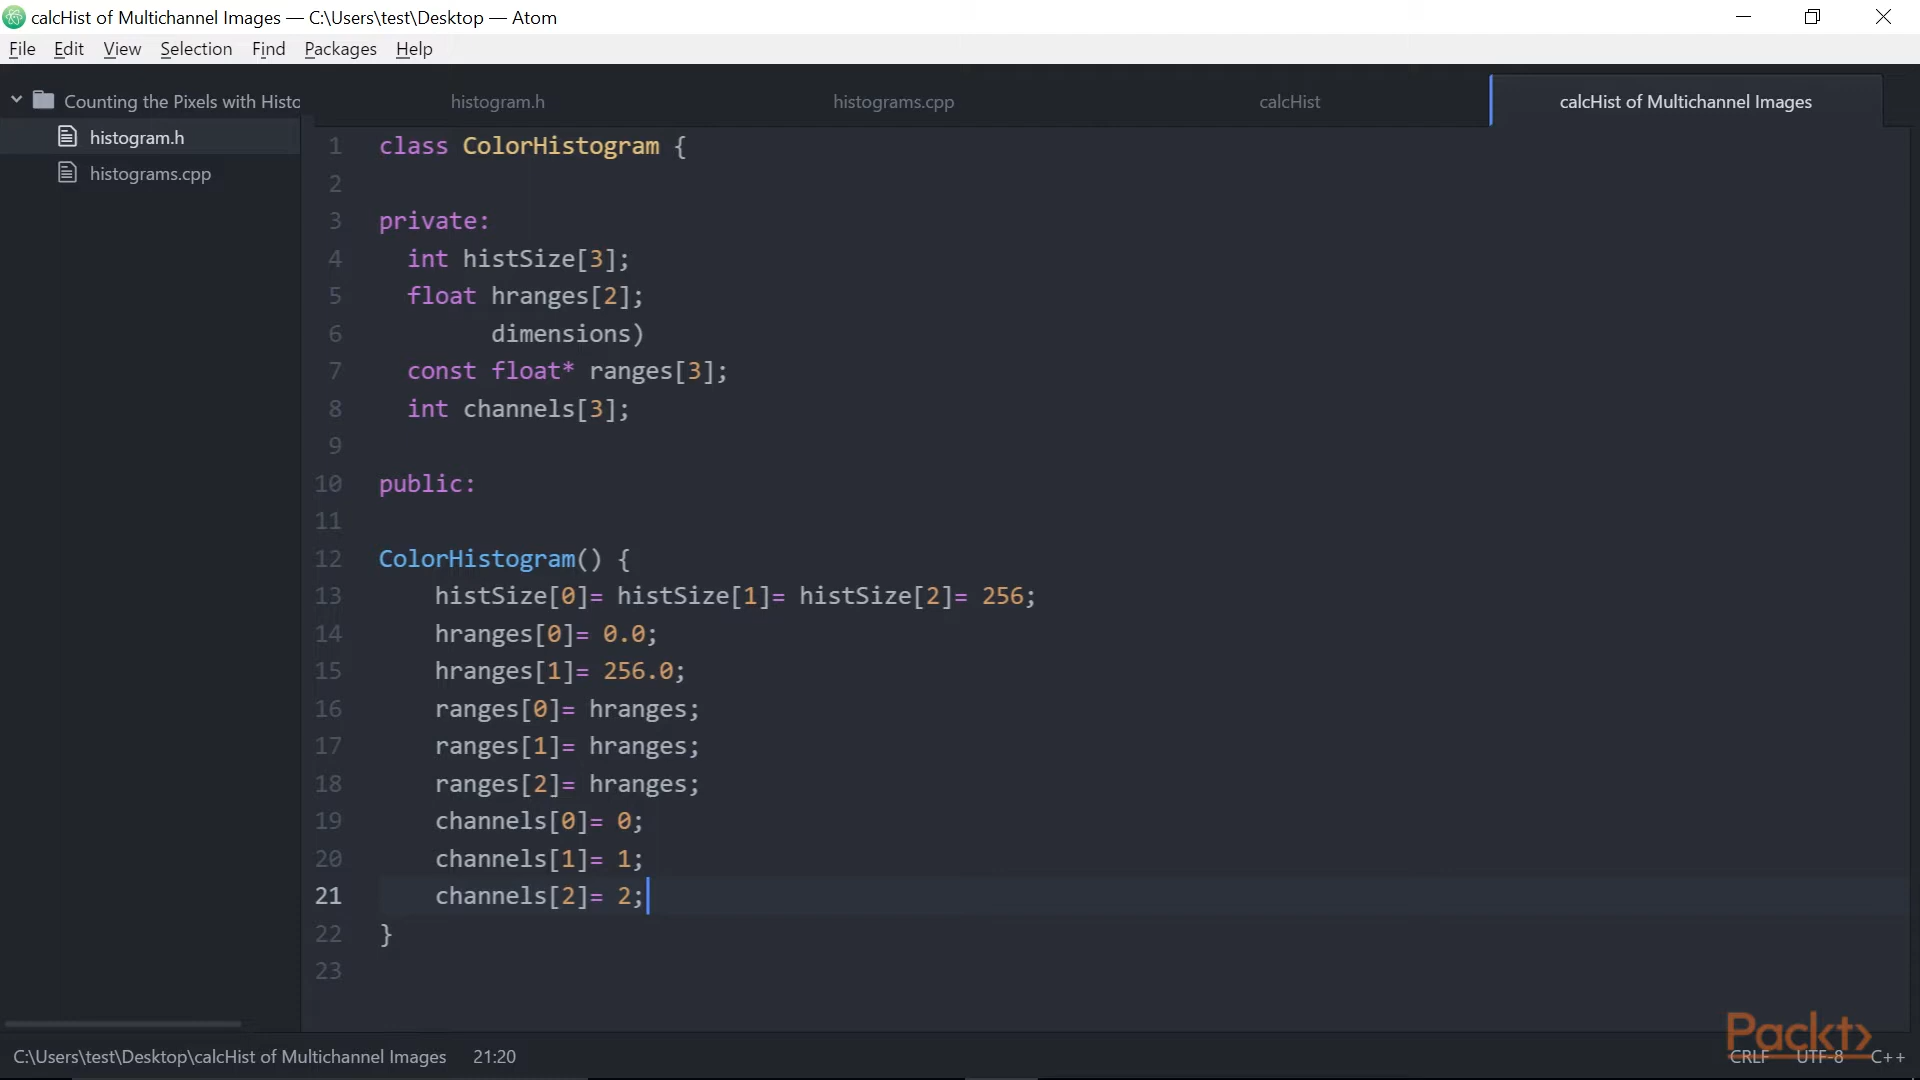 calcHist of Multichannel Images — C:\Users\test\Desktop — Atom
File Edit View Selection Find Packages Help
Counting the Pixels with Histo
histogram.h
histograms.cpp
histogram.h histograms.cpp calcHist calcHist of Multichannel Images
1 class ColorHistogram {
2
3 private:
4 int histSize[3];
5 float hranges[2];
6 dimensions)
7 const float* ranges[3];
8 int channels[3];
9
10 public:
11
12 ColorHistogram() {
13 histSize[0]= histSize[1]= histSize[2]= 256;
14 hranges[0]= 0.0;
15 hranges[1]= 256.0;
16 ranges[0]= hranges;
17 ranges[1]= hranges;
18 ranges[2]= hranges;
19 channels[0]= 0;
20 channels[1]= 1;
21 channels[2]= 2;
22 }
23
Packt>
C:\Users\test\Desktop\calcHist of Multichannel Images 21:20 CRLF UTF-8 C++